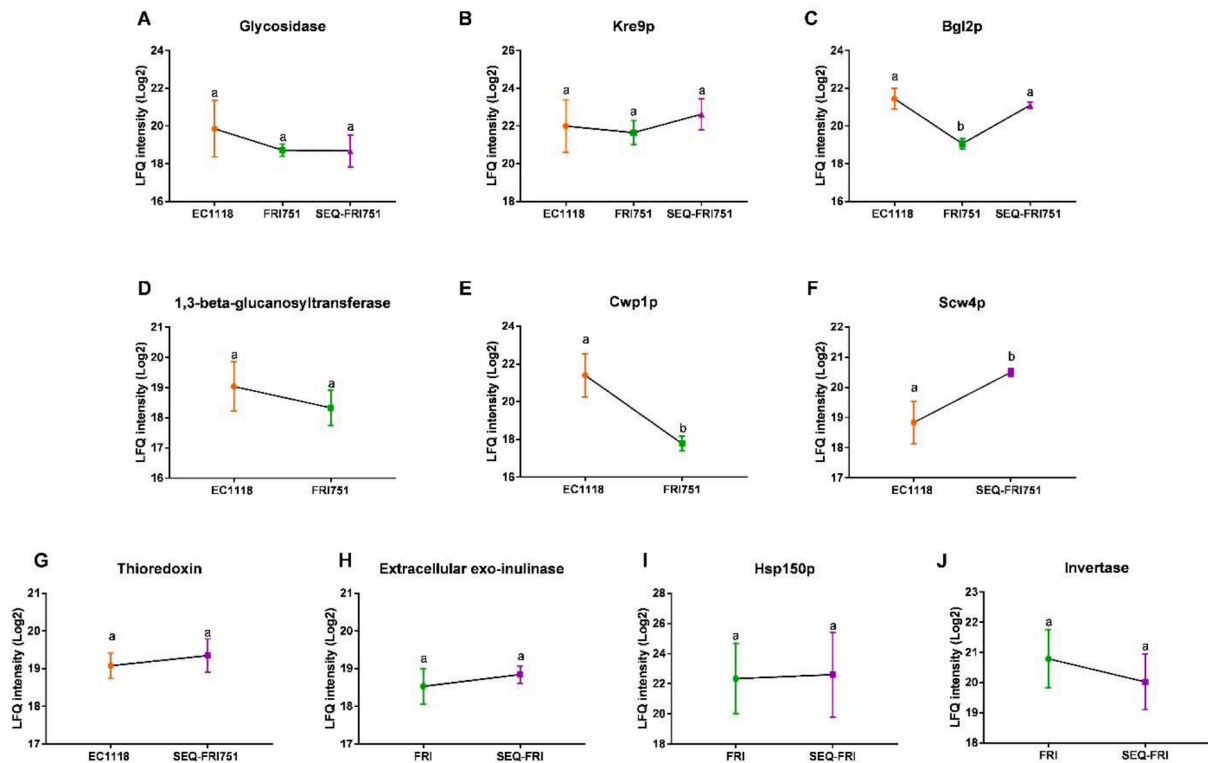 A
Glycosidase
LFQ intensity (Log2)
24
22
20
18
16
a
a
a
EC1118
FRI751
SEQ-FRI751
B
Kre9p
LFQ intensity (Log2)
28
26
24
22
20
18
a
a
a
EC1118
FRI751
SEQ-FRI751
C
Bgl2p
LFQ intensity (Log2)
24
22
20
18
16
a
b
a
EC1118
FRI751
SEQ-FRI751
D
1,3-beta-glucanosyltransferase
LFQ intensity (Log2)
21
20
19
18
17
16
a
a
EC1118
FRI751
E
Cwp1p
LFQ intensity (Log2)
24
22
20
18
16
a
b
EC1118
FRI751
F
Scw4p
LFQ intensity (Log2)
22
21
20
19
18
17
a
b
EC1118
SEQ-FRI751
G
Thioredoxin
LFQ intensity (Log2)
21
20
19
18
17
a
a
EC1118
SEQ-FRI751
H
Extracellular exo-inulinase
LFQ intensity (Log2)
21
20
19
18
17
a
a
FRI
SEQ-FRI
I
Hsp150p
LFQ intensity (Log2)
28
26
24
22
20
18
a
a
FRI
SEQ-FRI
J
Invertase
LFQ intensity (Log2)
23
22
21
20
19
18
a
a
FRI
SEQ-FRI